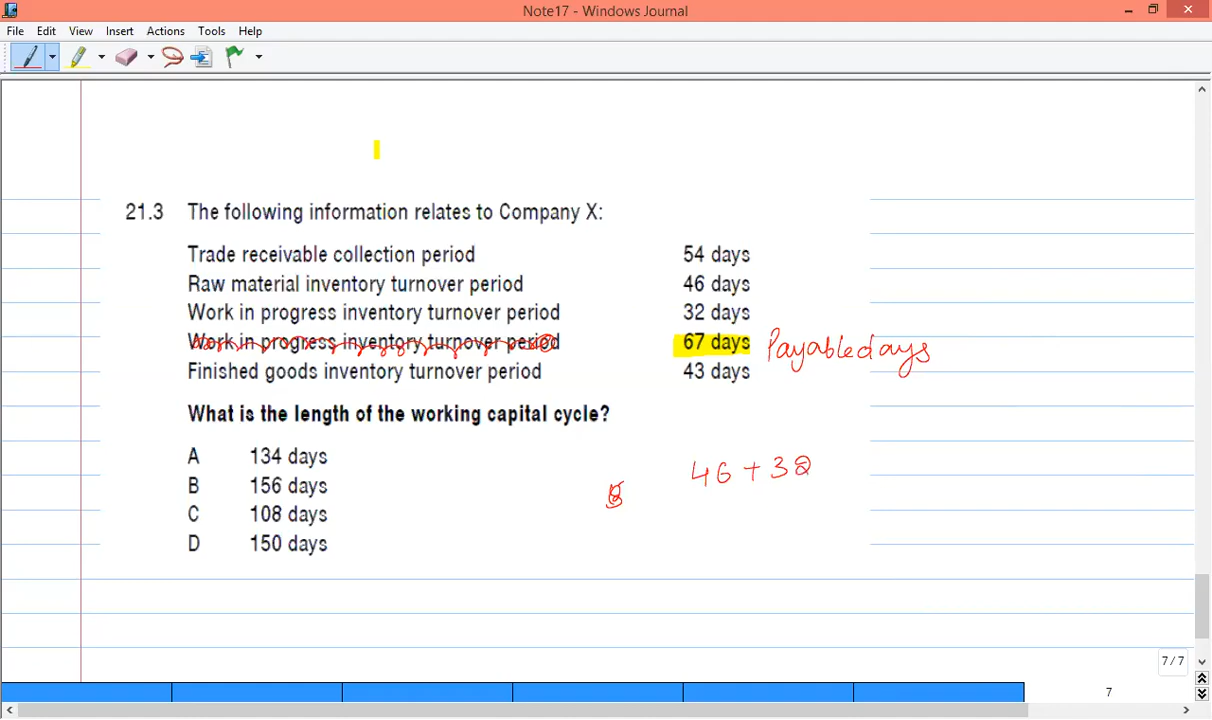 Note17 - Windows Journal
File Edit View Insert Actions Tools Help
21.3 The following information relates to Company X:
Trade receivable collection period 54 days
Raw material inventory turnover period 46 days
Work in progress inventory turnover period 32 days
Work in progress inventory turnover period 67 days Payable days
Finished goods inventory turnover period 43 days
What is the length of the working capital cycle?
A 134 days
46 + 32
B 156 days
C 108 days
D 150 days
7 / 7
7